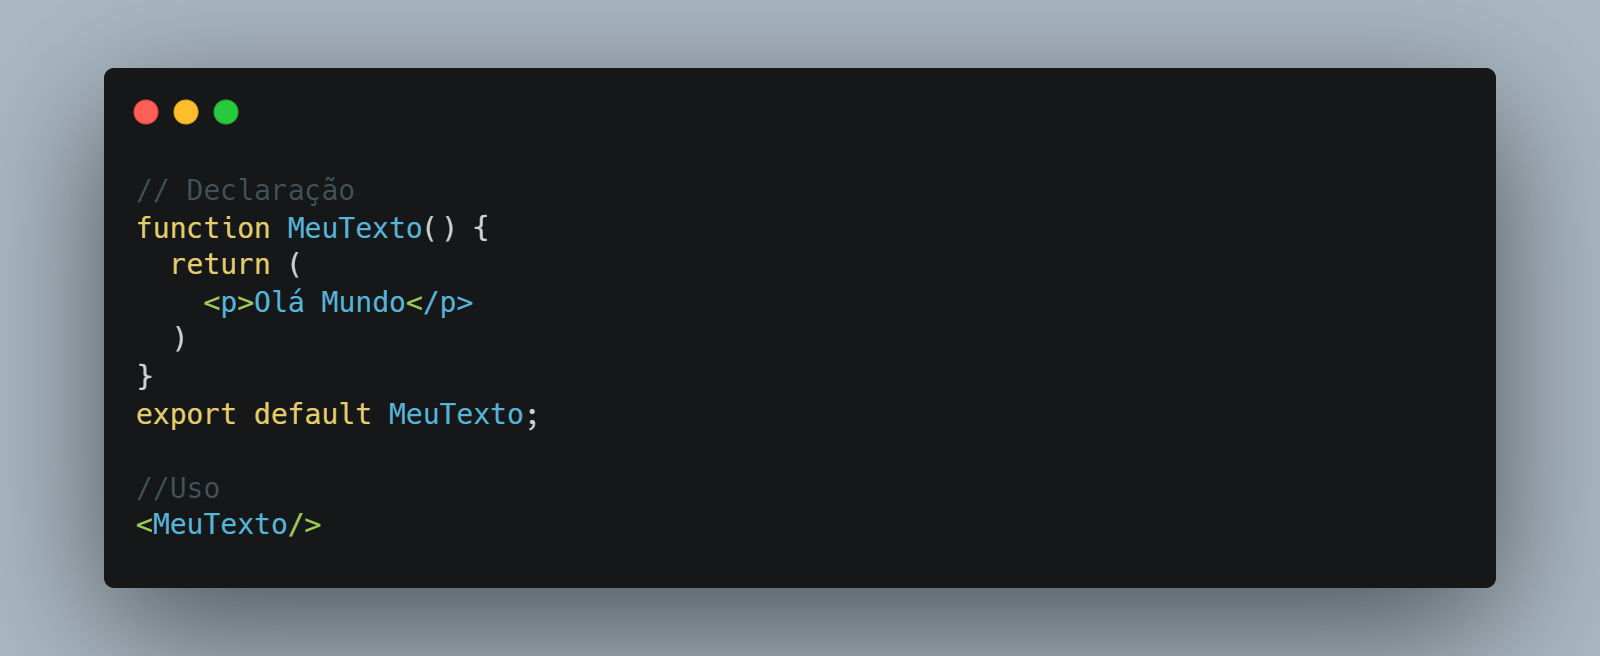 // Declaração
function MeuTexto() {
  return (
    <p>Olá Mundo</p>
  )
}
export default MeuTexto;

//Uso
<MeuTexto/>